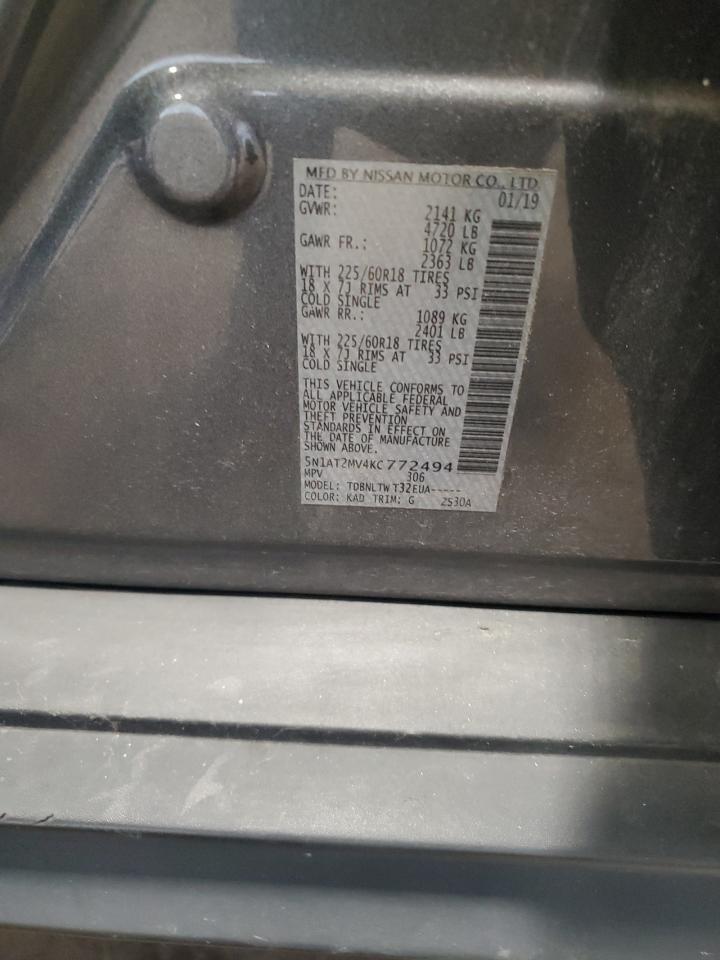 MFD BY NISSAN MOTOR CO., LTD
DATE: 01/19
GVWR: 2141 KG
4720 LB
GAWR FR.: 1072 KG
2363 LB
WITH 225/60R18 TIRES
18 X 7J RIMS AT 33 PSI
COLD SINGLE
GAWR RR.: 1089 KG
2401 LB
WITH 225/60R18 TIRES
18 X 7J RIMS AT 33 PSI
COLD SINGLE
THIS VEHICLE CONFORMS TO
ALL APPLICABLE FEDERAL
MOTOR VEHICLE SAFETY AND
THEFT PREVENTION
STANDARDS IN EFFECT ON
THE DATE OF MANUFACTURE
SHOWN ABOVE.
5N1AT2MV4KC772494
MPV 306
MODEL: TDBNLTW T32EUA-----
COLOR: KAD TRIM: G 2S30A